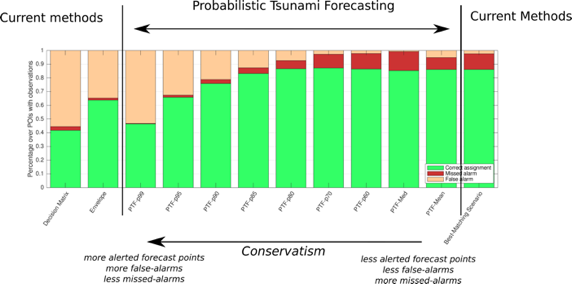 Current methods
Probabilistic Tsunami Forecasting
Current Methods
Percentage over POIs with observations
1
0.9
0.8
0.7
0.6
0.5
0.4
0.3
0.2
0.1
0
Correct assignment
Missed alarm
False alarm
Decision Matrix
Envelope
PTF-p99
PTF-p95
PTF-p90
PTF-p85
PTF-p80
PTF-p70
PTF-p60
PTF-Med
PTF-Mean
Best-Matching Scenario
Conservatism
more alerted forecast points
more false-alarms
less missed-alarms
less alerted forecast points
less false-alarms
more missed-alarms